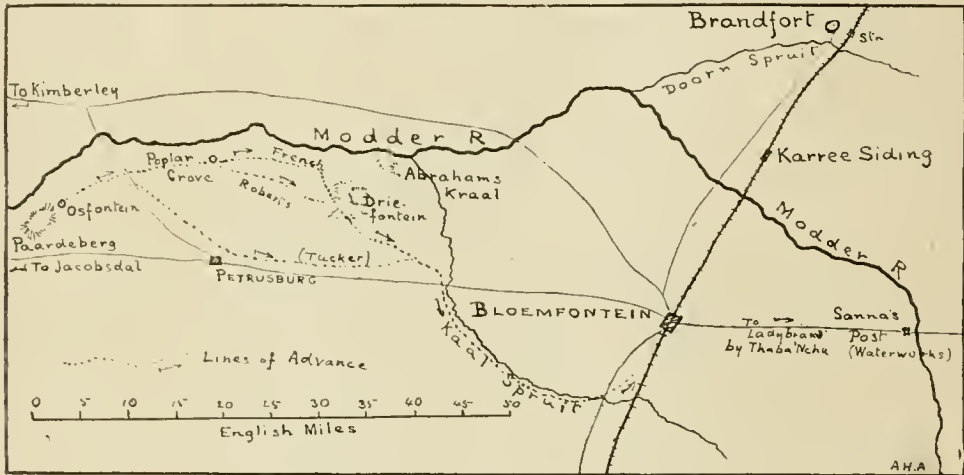 Brandfort
Stn
Doorn Spruit
To Kimberley
Modder R
Karree Siding
Poplar
Grove
French
Roberts
Abrahams
Kraal
Drie-
fontein
Osfontein
Paardeberg
To Jacobsdal
(Tucker)
PETRUSBURG
Modder R
BLOEMFONTEIN
To
Ladybrand
by Thaba'Nchu
Sanna's
Post
(Waterworks)
Kaal Spruit
Lines of Advance
0 5 10 15 20 25 30 35 40 45 50
English Miles
A.H.A